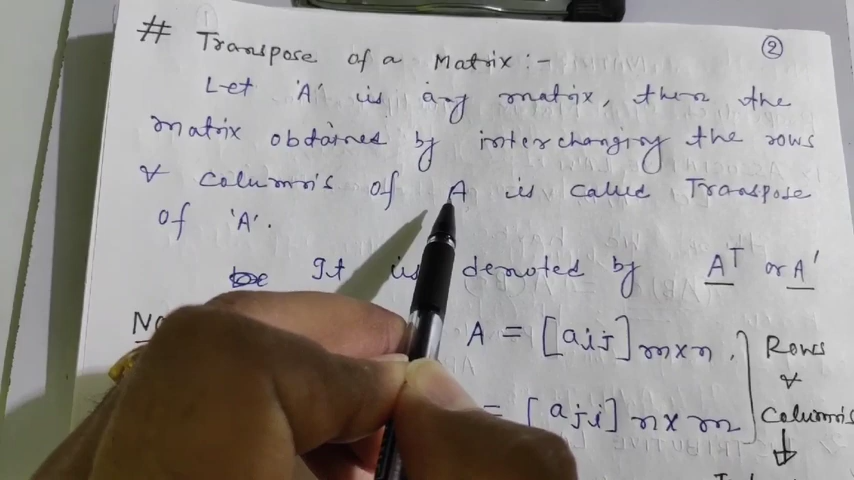 ②
# Transpose of a Matrix :-
Let 'A' is any matrix, then the
matrix obtained by interchanging the rows
& columns of A is called Transpose
of 'A'.
It is denoted by A^T or A'
A = [aij] m×n . Rows
&
= [aji] n×m Columns
↓